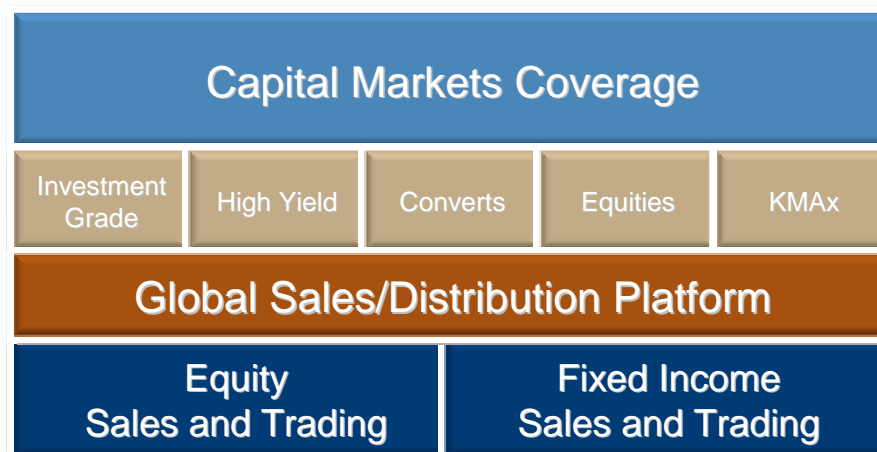 Capital Markets Coverage
Investment
Grade
High Yield
Converts
Equities
KMAx
Global Sales/Distribution Platform
Equity
Sales and Trading
Fixed Income
Sales and Trading